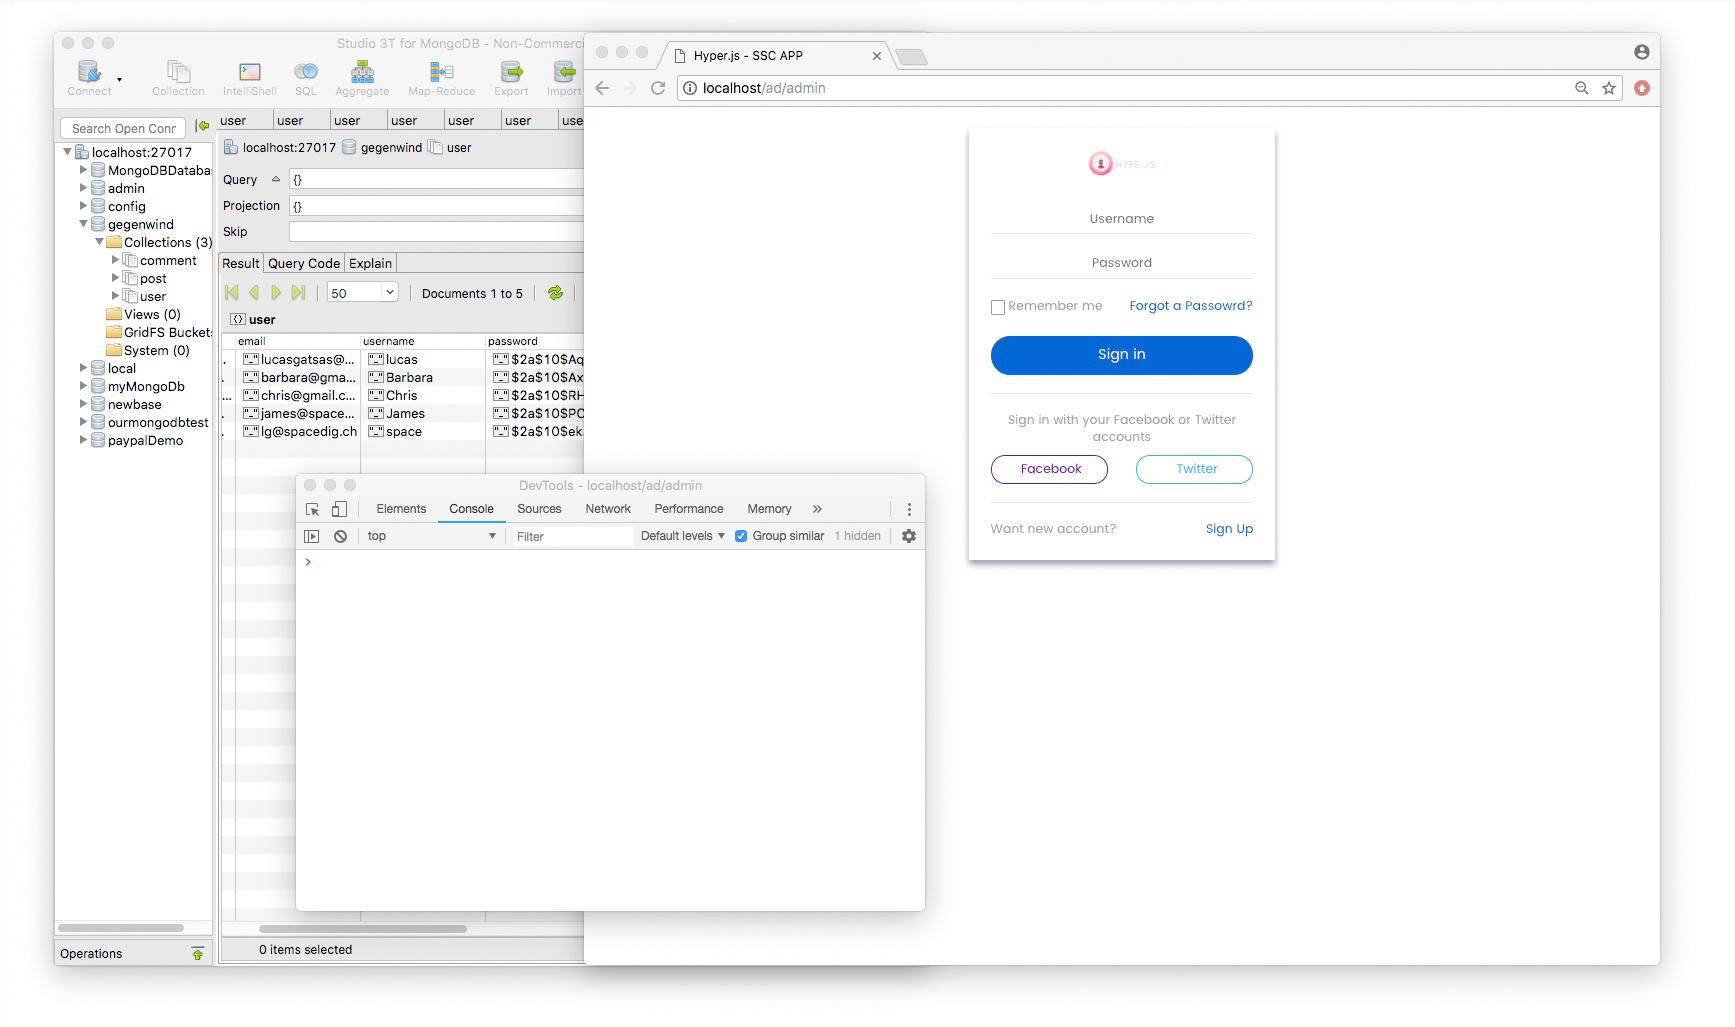 Studio 3T for MongoDB - Non-Commerci
Connect
Collection
IntelliShell
SQL
Aggregate
Map-Reduce
Export
Import
Search Open Conr
user
user
user
user
user
user
use
localhost:27017
MongoDBDataba
admin
config
gegenwind
Collections (3)
comment
post
user
Views (0)
GridFS Bucket
System (0)
local
myMongoDb
newbase
ourmongodbtest
paypalDemo
Operations
localhost:27017 gegenwind user
Query {}
Projection {}
Skip
Result Query Code Explain
50 Documents 1 to 5
user
email username password
lucasgatsas@... lucas $2a$10$Aq
barbara@gma... Barbara $2a$10$Ax
chris@gmail.c... Chris $2a$10$RH
james@space... James $2a$10$PC
lg@spacedig.ch space $2a$10$ek
0 items selected
DevTools - localhost/ad/admin
Elements Console Sources Network Performance Memory »
top Filter Default levels Group similar 1 hidden
Hyper.js - SSC APP
localhost/ad/admin
HYPE.JS
Username
Password
Remember me Forgot a Passowrd?
Sign in
Sign in with your Facebook or Twitter
accounts
Facebook Twitter
Want new account? Sign Up